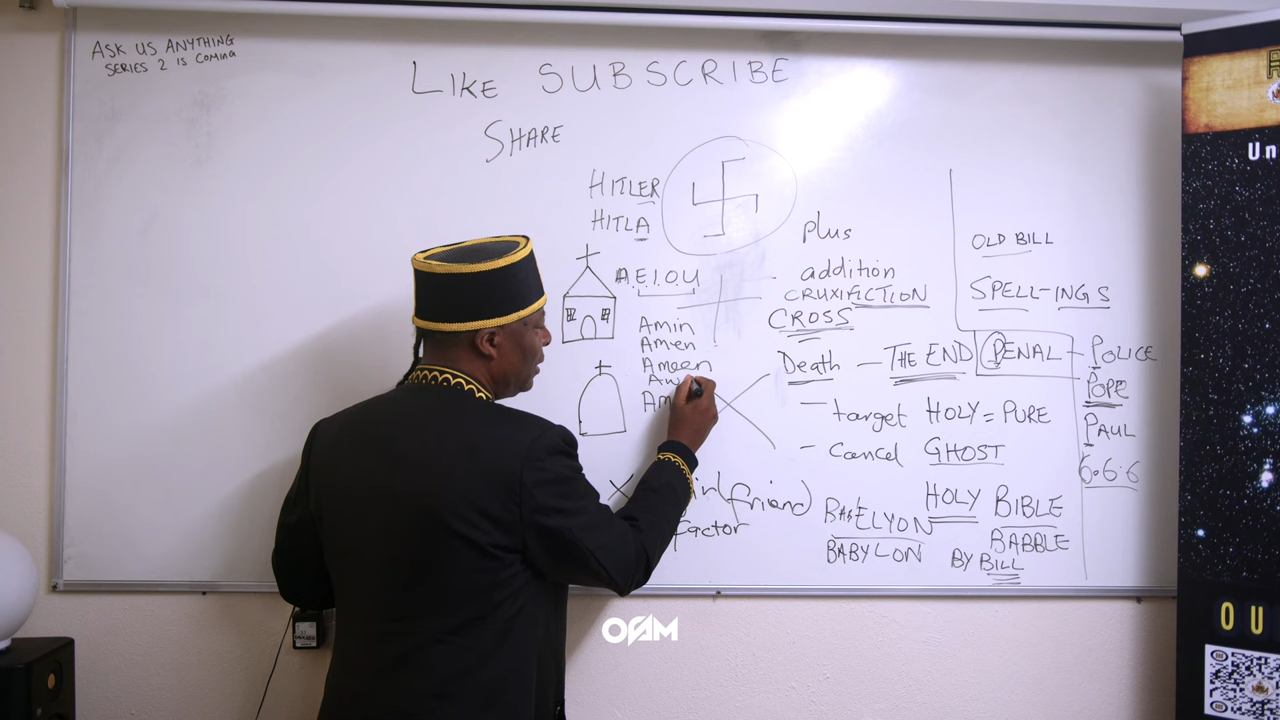 ASK US ANYTHING
SERIES 2 IS COMING
LIKE SUBSCRIBE
SHARE
HITLER
HITLA
A.E.I.O.U
Amin
Amen
Ameen
plus
addition
CRUXIFICTION
CROSS
Death — THE END
target HOLY = PURE
— cancel GHOST
X
factor
BABELYON
BABYLON
HOLY BIBLE
BABBLE
BY BILL
OLD BILL
SPELL-INGS
PENAL - POLICE
POPE
PAUL
6.6.6
Un
OU